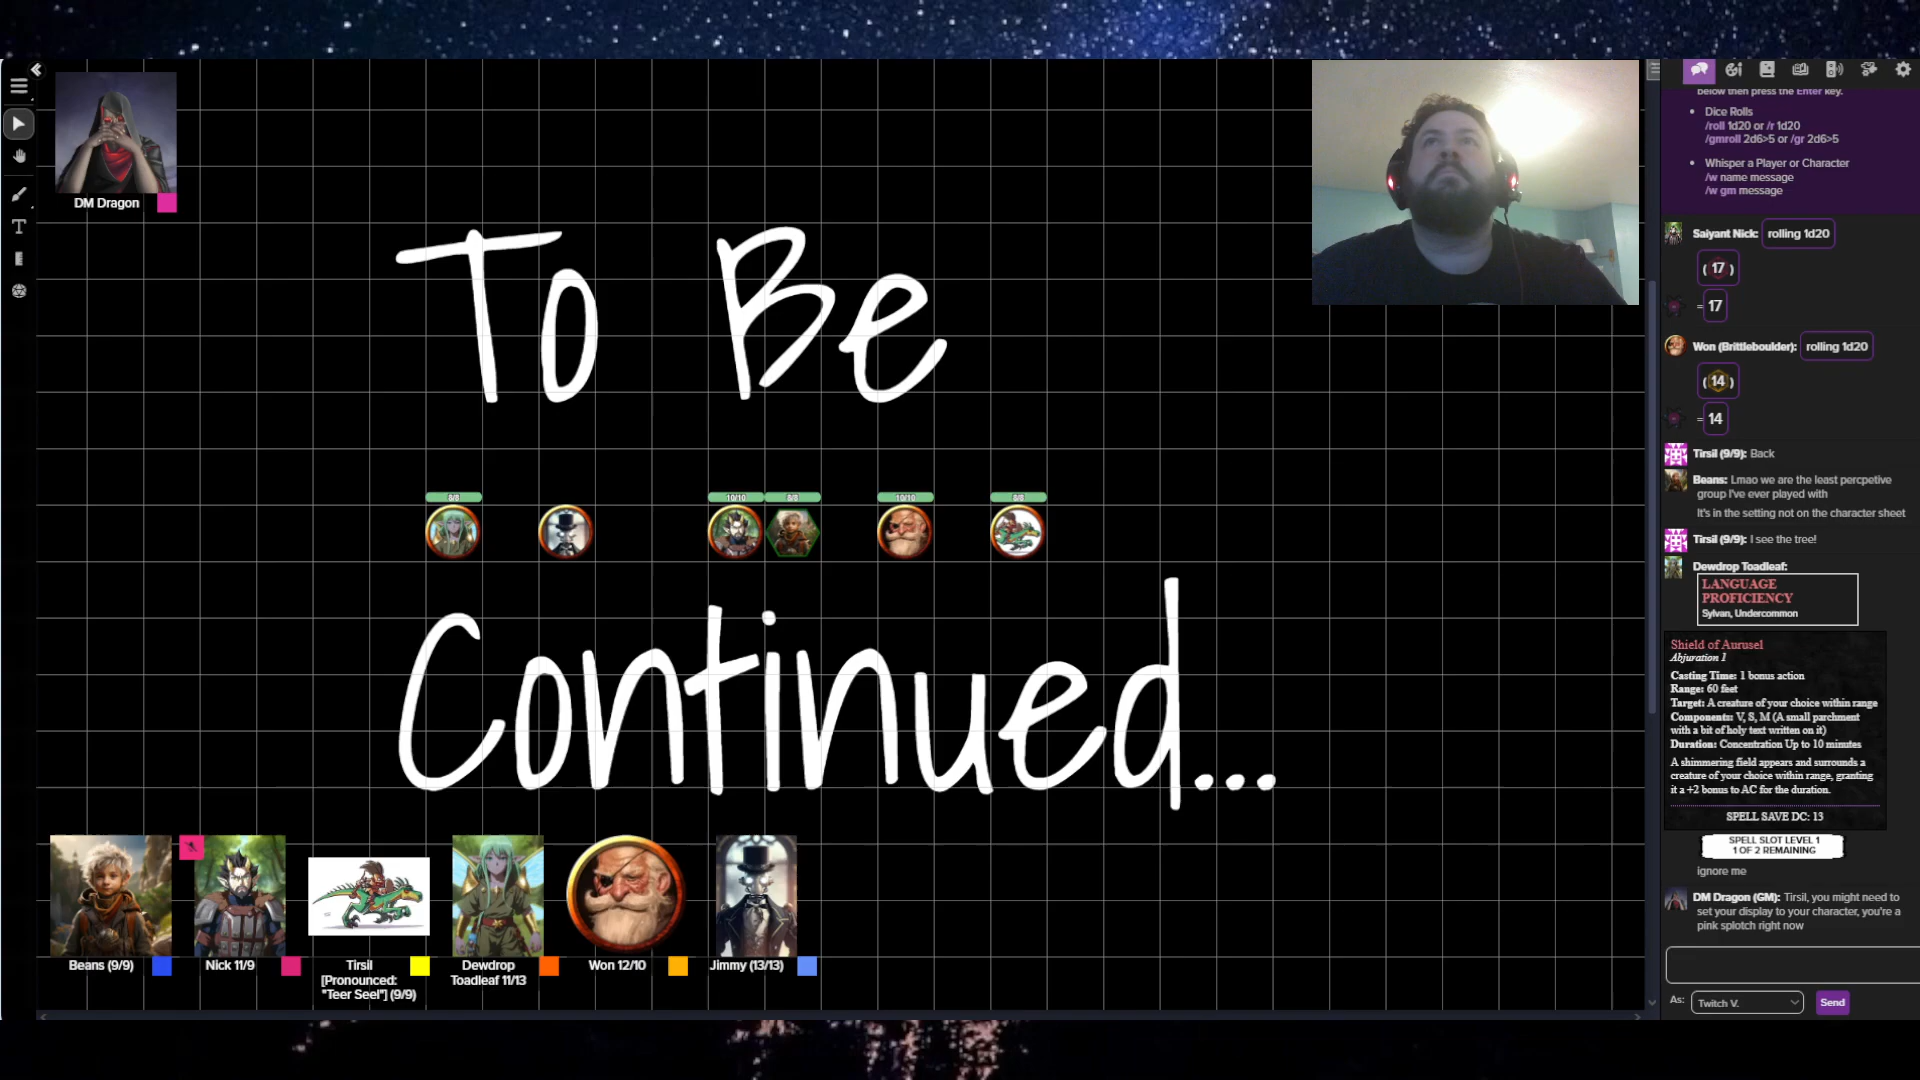 DM Dragon
To Be
8/8
10/10 8/8
10/10
8/8
Continued...
Beans (9/9)
Nick 11/9
Tirsil
[Pronounced:
"Teer Seel"] (9/9)
Dewdrop
Toadleaf 11/13
Won 12/10
Jimmy (13/13)
below then press the Enter key.
Dice Rolls
/roll 1d20 or /r 1d20
/gmroll 2d6>5 or /gr 2d6>5
Whisper a Player or Character
/w name message
/w gm message
Saiyant Nick: rolling 1d20
(17)
=17
Won (Brittleboulder): rolling 1d20
(14)
=14
Tirsil (9/9): Back
Beans: Lmao we are the least percpetive
group I've ever played with
It's in the setting not on the character sheet
Tirsil (9/9): I see the tree!
Dewdrop Toadleaf:
LANGUAGE
PROFICIENCY
Sylvan, Undercommon
Shield of Aurusel
Abjuration 1
Casting Time: 1 bonus action
Range: 60 feet
Target: A creature of your choice within range
Components: V, S, M (A small parchment
with a bit of holy text written on it)
Duration: Concentration Up to 10 minutes
A shimmering field appears and surrounds a
creature of your choice within range, granting
it a +2 bonus to AC for the duration.
SPELL SAVE DC: 13
SPELL SLOT LEVEL 1
1 OF 2 REMAINING
ignore me
DM Dragon (GM): Tirsil, you might need to
set your display to your character, you're a
pink splotch right now
As: Twitch V. Send